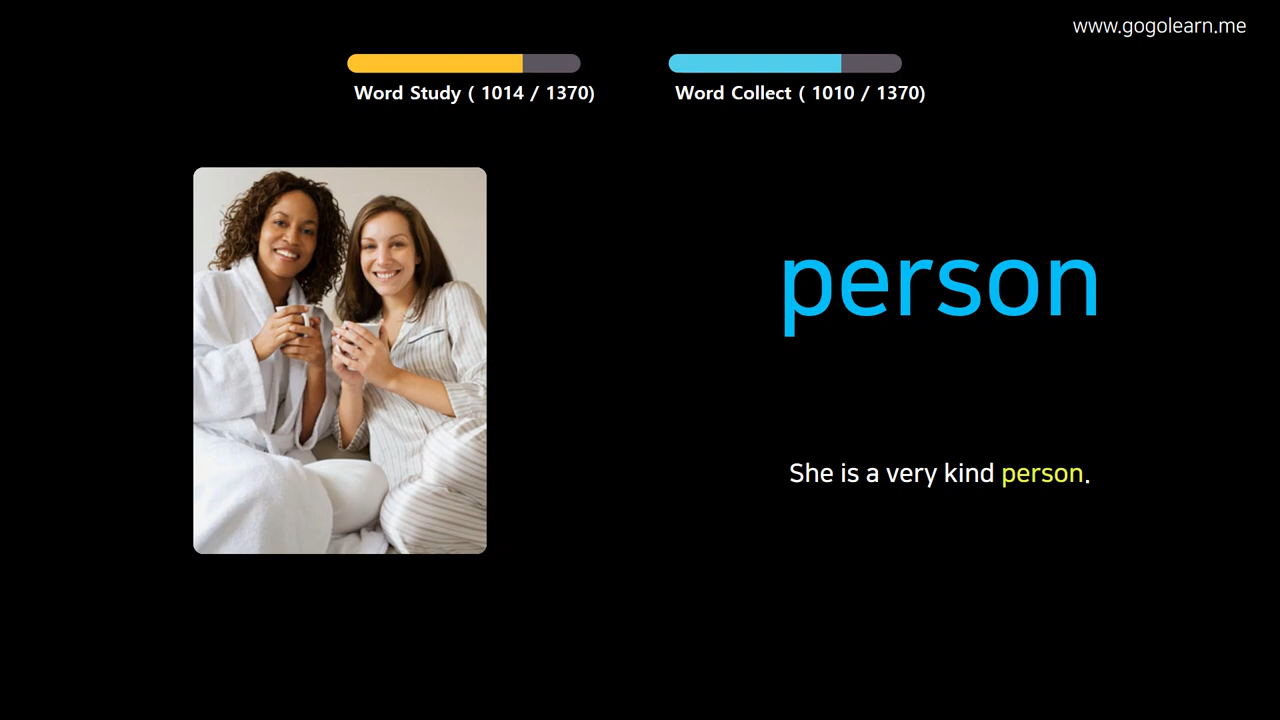 www.gogolearn.me
Word Study ( 1014 / 1370)
Word Collect ( 1010 / 1370)
person
She is a very kind person.